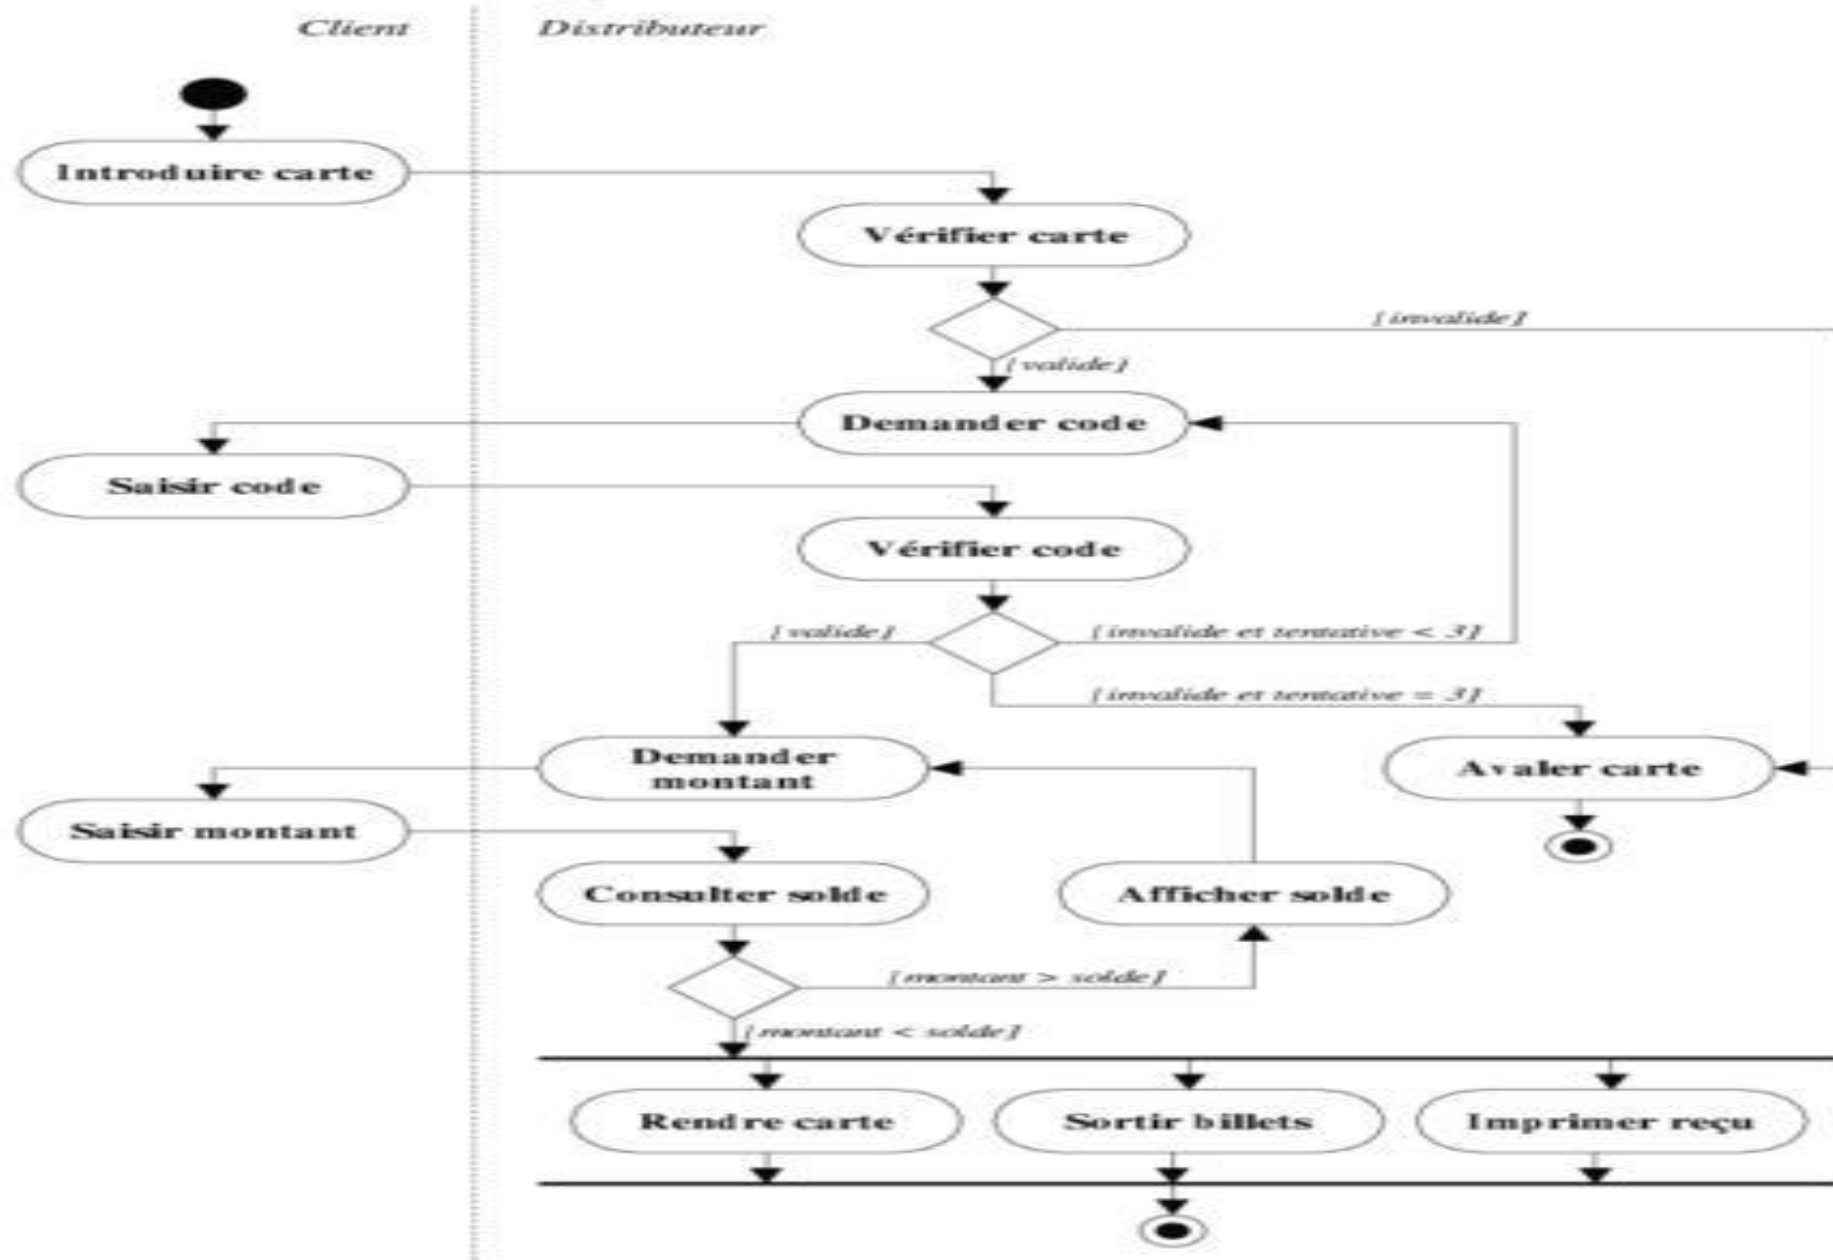 Client
Distributeur
Introduire carte
Vérifier carte
[invalide]
[valide]
Demander code
Saisir code
Vérifier code
[valide]
[invalide et tentative < 3]
[invalide et tentative = 3]
Demander
montant
Avaler carte
Saisir montant
Consulter solde
Afficher solde
[montant > solde]
[montant < solde]
Rendre carte
Sortir billets
Imprimer reçu